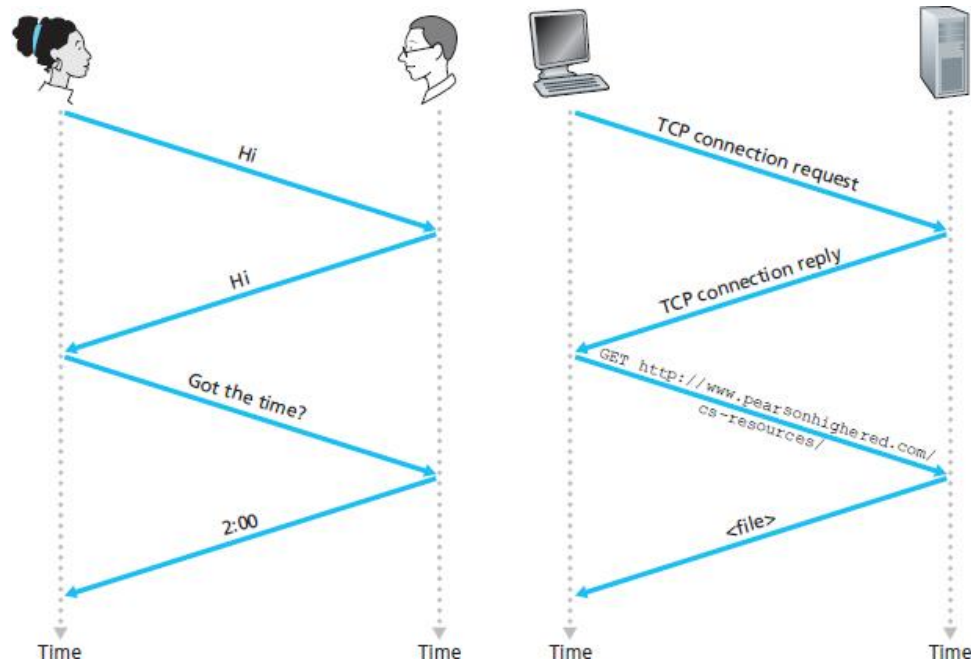 Hi
Hi
Got the time?
2:00
Time
Time
TCP connection request
TCP connection reply
GET http://www.pearsonhighered.com/
cs-resources/
<file>
Time
Time